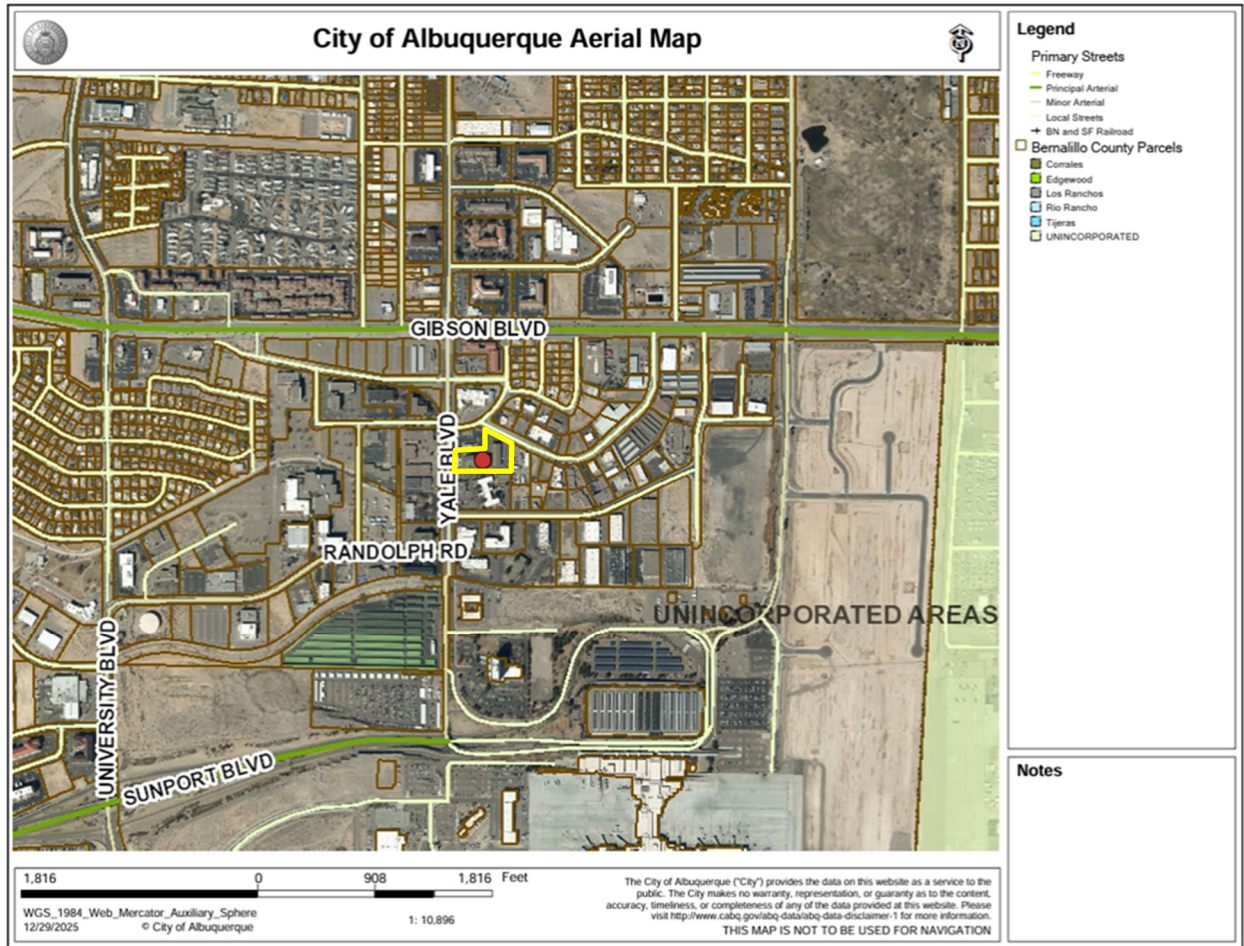 City of Albuquerque Aerial Map
GIBSON BLVD
YALE BLVD
RANDOLPH RD
UNINCORPORATED AREAS
UNIVERSITY BLVD
SUNPORT BLVD
1,816 0 908 1,816 Feet
WGS_1984_Web_Mercator_Auxiliary_Sphere
12/29/2025 © City of Albuquerque
1: 10,896
The City of Albuquerque ("City") provides the data on this website as a service to the
public. The City makes no warranty, representation, or guaranty as to the content,
accuracy, timeliness, or completeness of any of the data provided at this website. Please
visit http://www.cabq.gov/abq-data/abq-data-disclaimer-1 for more information.
THIS MAP IS NOT TO BE USED FOR NAVIGATION
Legend
Primary Streets
Freeway
Principal Arterial
Minor Arterial
Local Streets
BN and SF Railroad
Bernalillo County Parcels
Corrales
Edgewood
Los Ranchos
Rio Rancho
Tijeras
UNINCORPORATED
Notes